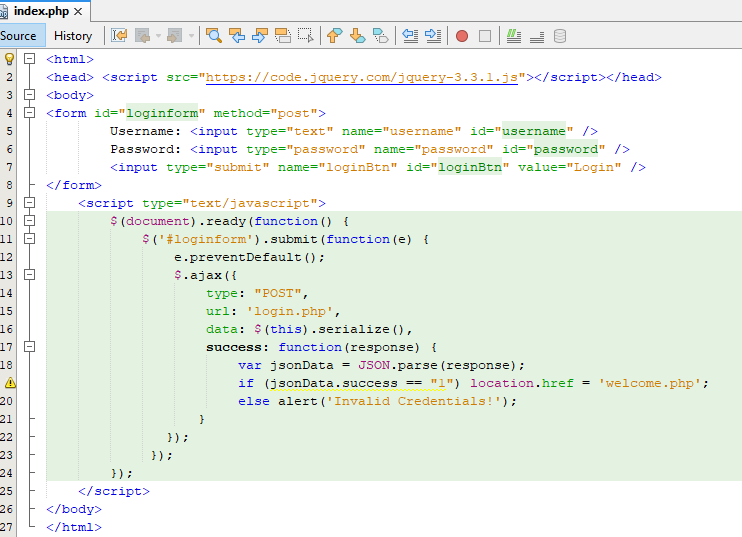 index.php
Source History
1 <html>
2 <head> <script src="https://code.jquery.com/jquery-3.3.1.js"></script></head>
3 <body>
4 <form id="loginform" method="post">
5 Username: <input type="text" name="username" id="username" />
6 Password: <input type="password" name="password" id="password" />
7 <input type="submit" name="loginBtn" id="loginBtn" value="Login" />
8 </form>
9 <script type="text/javascript">
10 $(document).ready(function() {
11 $('#loginform').submit(function(e) {
12 e.preventDefault();
13 $.ajax({
14 type: "POST",
15 url: 'login.php',
16 data: $(this).serialize(),
17 success: function(response) {
18 var jsonData = JSON.parse(response);
if (jsonData.success == "1") location.href = 'welcome.php';
20 else alert('Invalid Credentials!');
21 }
22 });
23 });
24 });
25 </script>
26 </body>
27 </html>